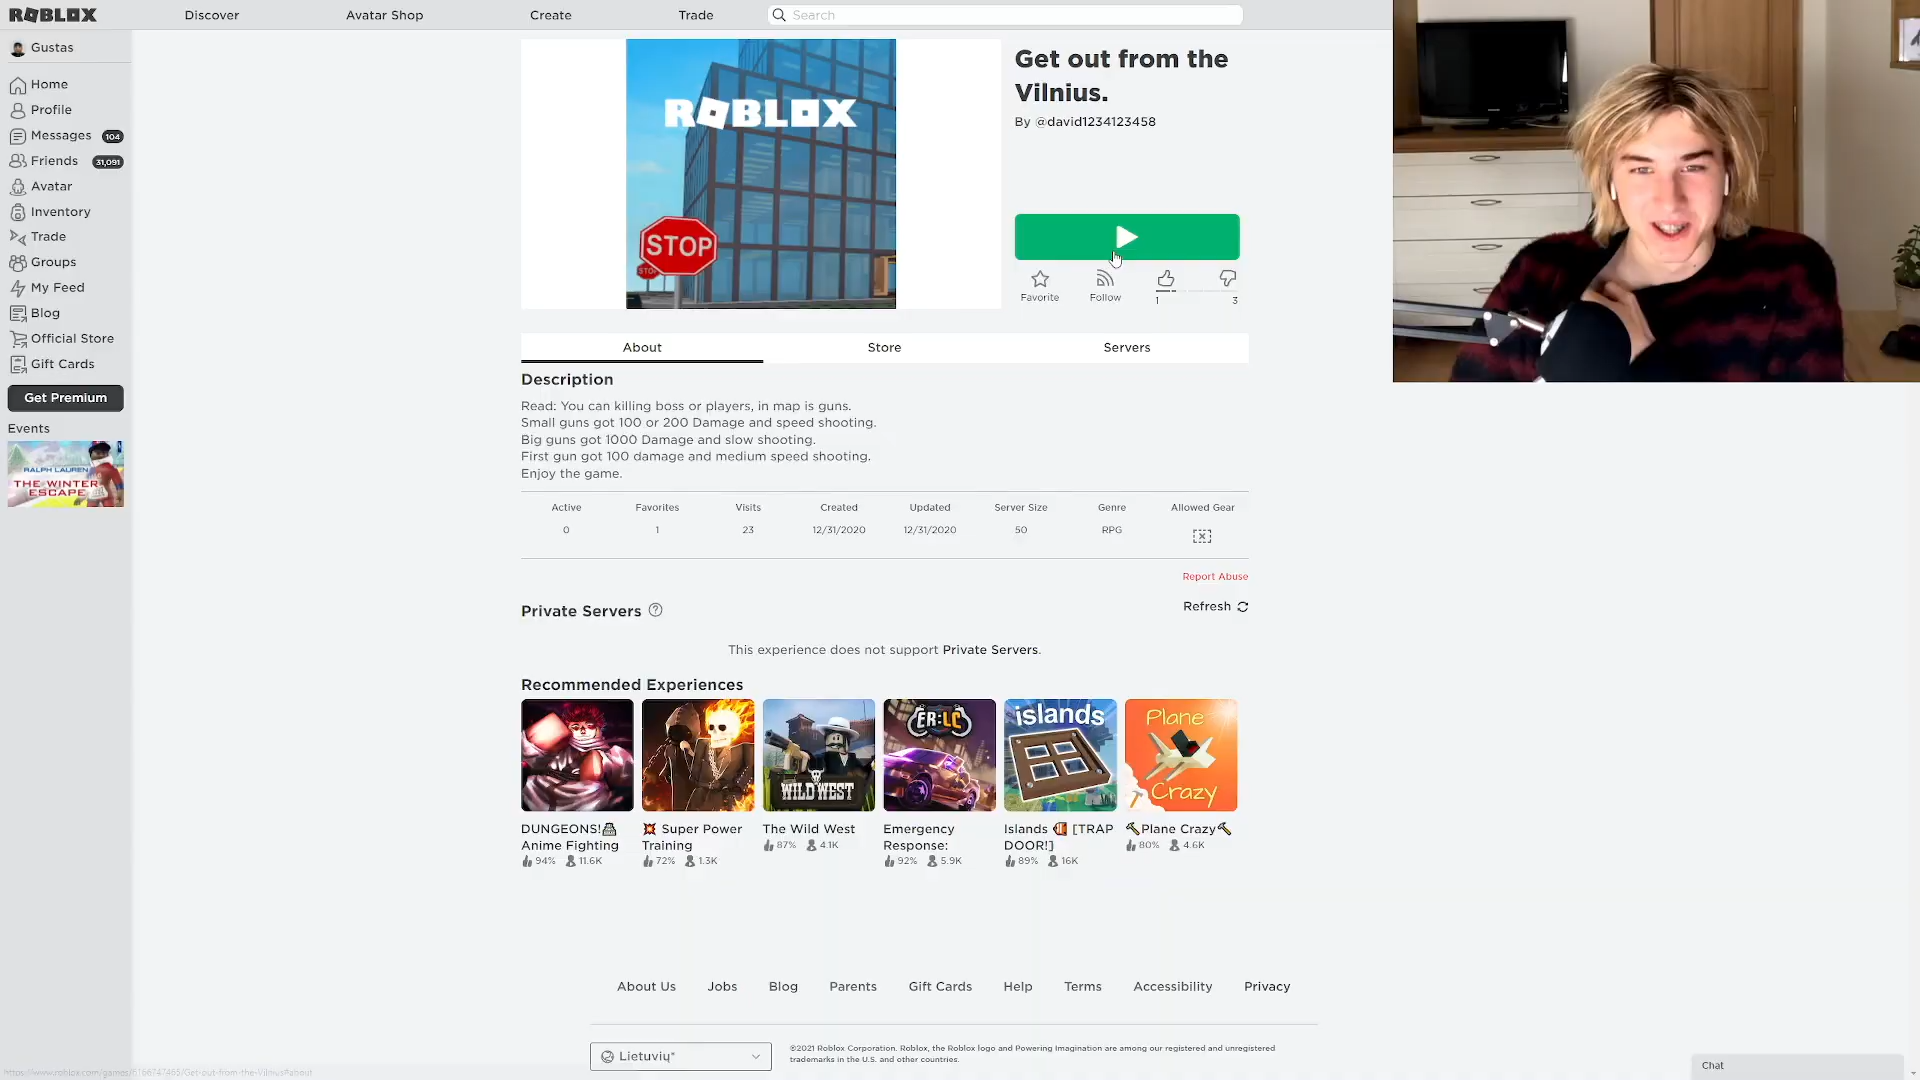 ROBLOX
Discover
Avatar Shop
Create
Trade
Search
Gustas
Home
Profile
Messages 104
Friends 31,091
Avatar
Inventory
Trade
Groups
My Feed
Blog
Official Store
Gift Cards
Get Premium
Events
RALPH LAUREN
THE WINTER
ESCAPE
ROBLOX
STOP
STOP
Get out from the
Vilnius.
By @david1234123458
Favorite
Follow
1
3
About
Store
Servers
Description
Read: You can killing boss or players, in map is guns.
Small guns got 100 or 200 Damage and speed shooting.
Big guns got 1000 Damage and slow shooting.
First gun got 100 damage and medium speed shooting.
Enjoy the game.
Active Favorites Visits Created Updated Server Size Genre Allowed Gear
0 1 23 12/31/2020 12/31/2020 50 RPG
Report Abuse
Private Servers
Refresh
This experience does not support Private Servers.
Recommended Experiences
WILD WEST
ER:LC
islands
Plane
Crazy
DUNGEONS!
Anime Fighting
94% 11.6K
Super Power
Training
72% 1.3K
The Wild West
87% 4.1K
Emergency
Response:
92% 5.9K
Islands [TRAP
DOOR!]
89% 16K
Plane Crazy
80% 4.6K
About Us
Jobs
Blog
Parents
Gift Cards
Help
Terms
Accessibility
Privacy
Lietuvių*
©2021 Roblox Corporation. Roblox, the Roblox logo and Powering Imagination are among our registered and unregistered
trademarks in the U.S. and other countries.
Chat